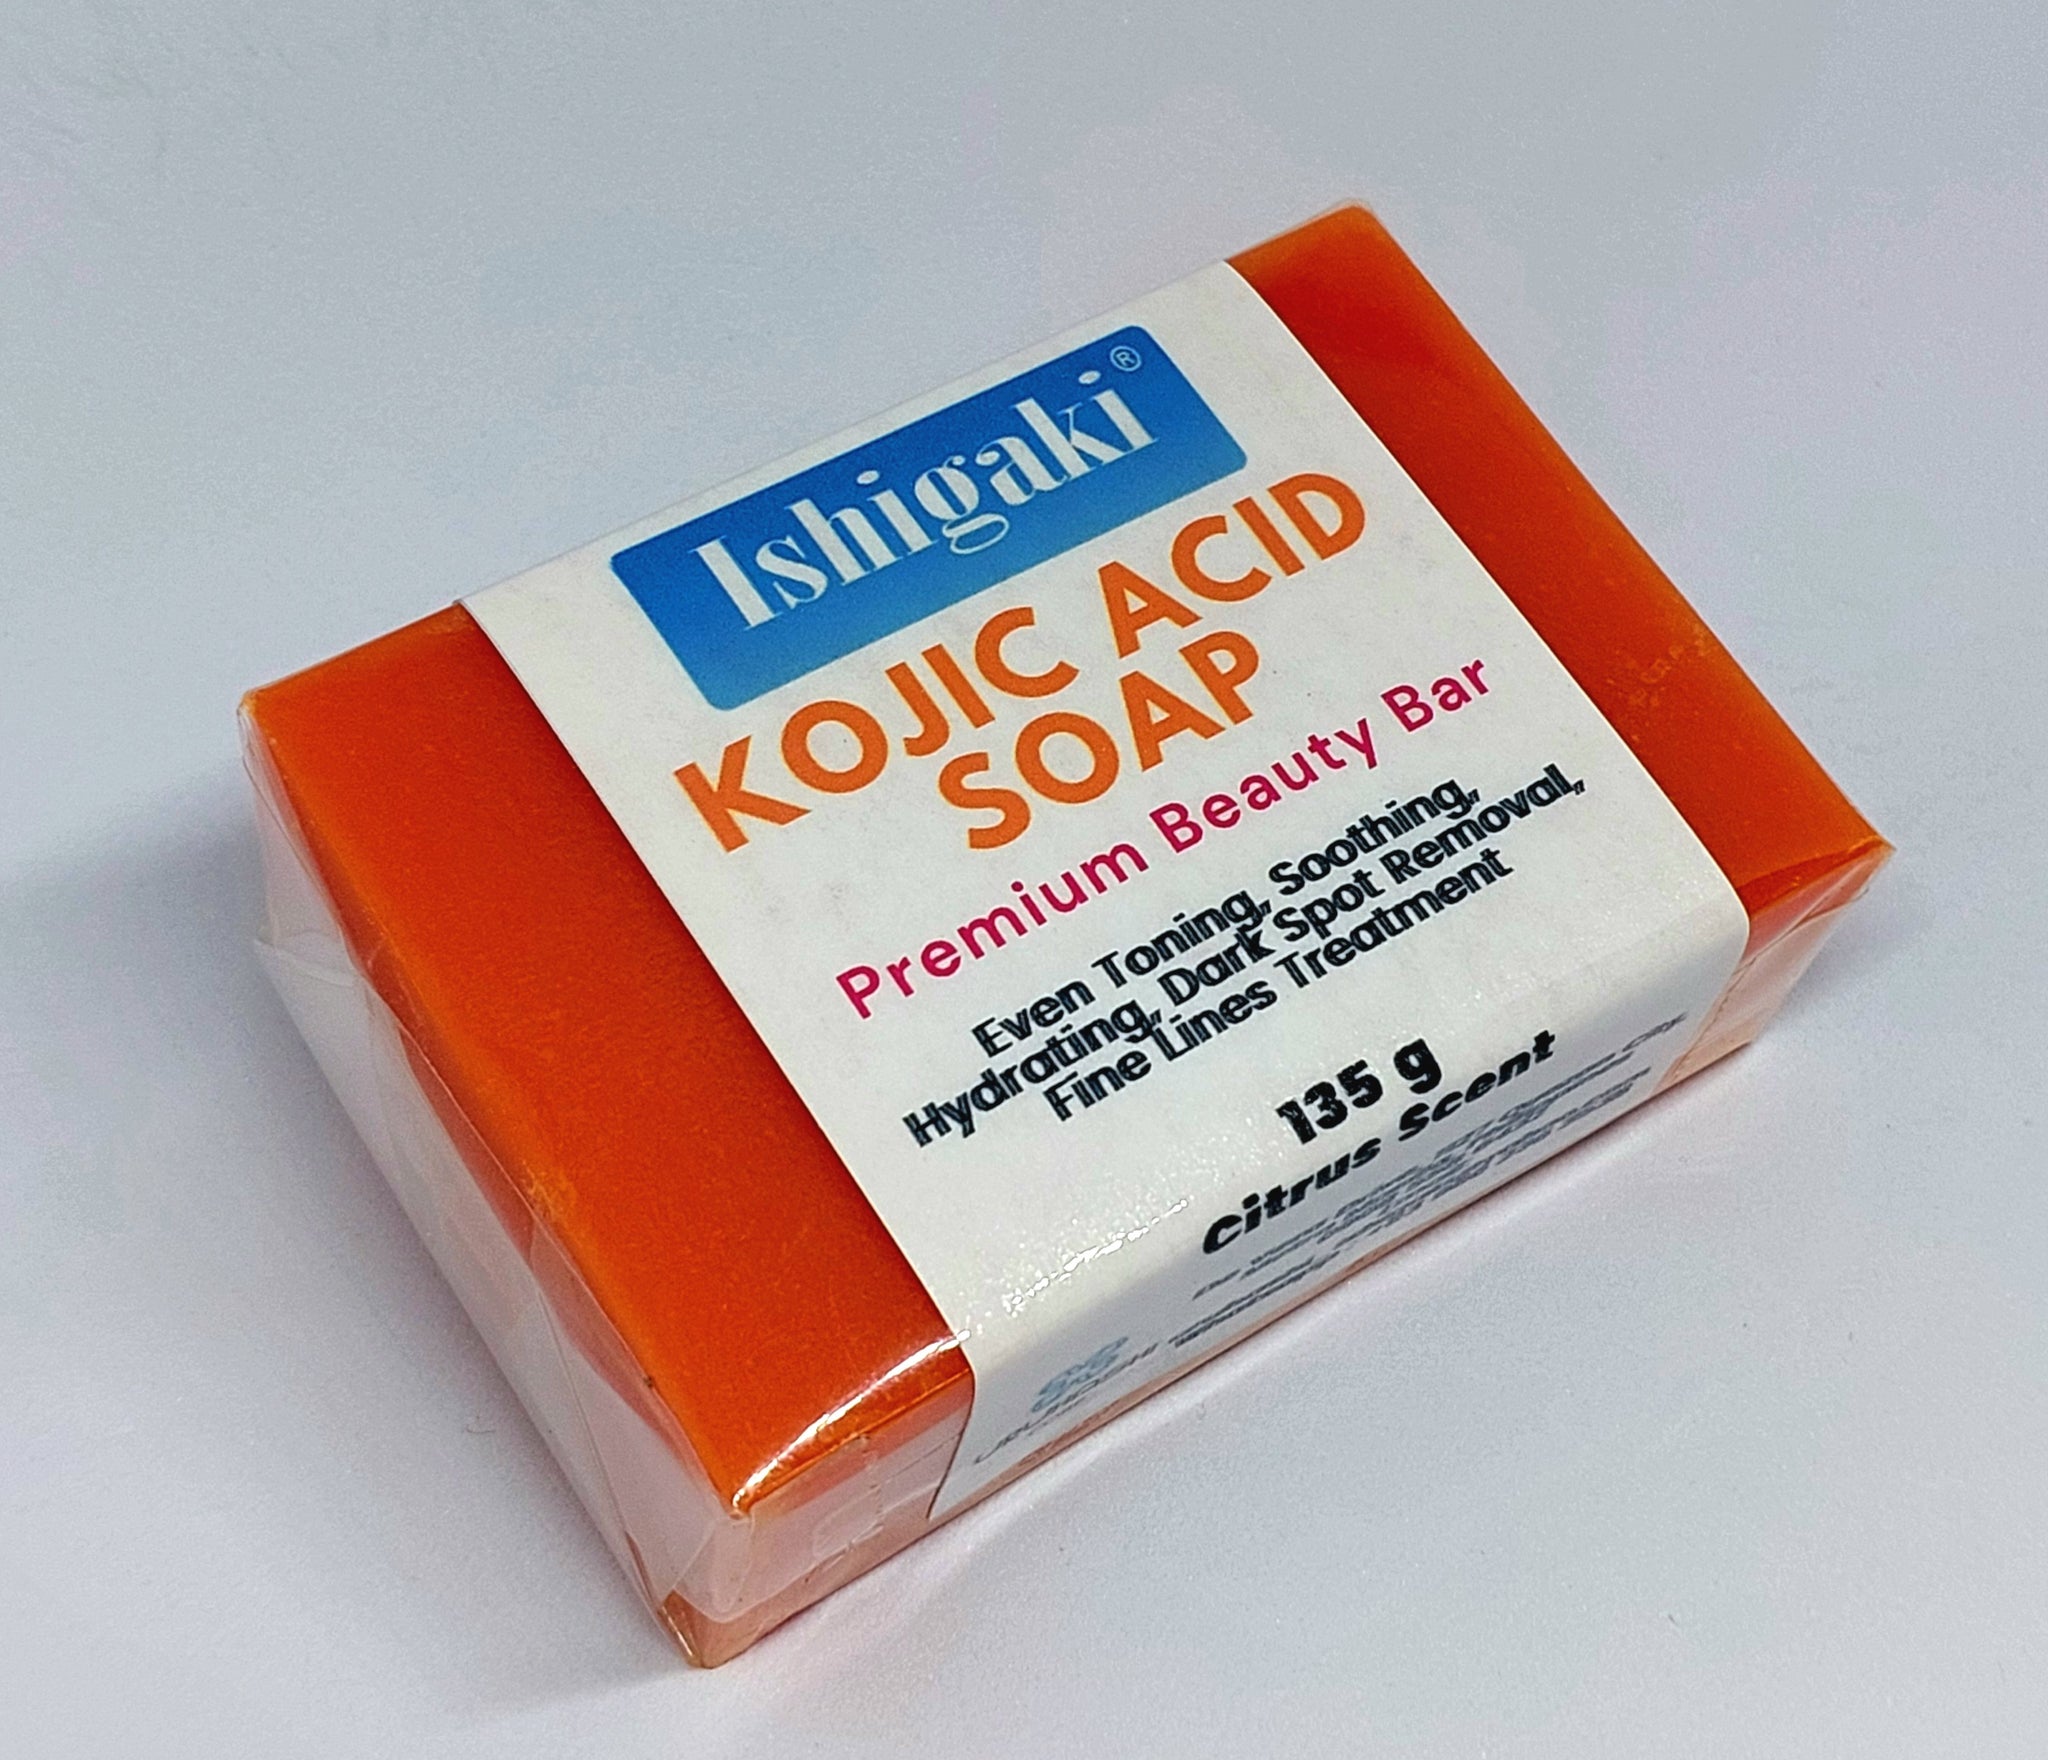 Ishigaki®
KOJIC ACID
SOAP
Premium Beauty Bar
Even Toning, Soothing,
Hydrating, Dark Spot Removal,
Fine Lines Treatment
135 g
Citrus Scent